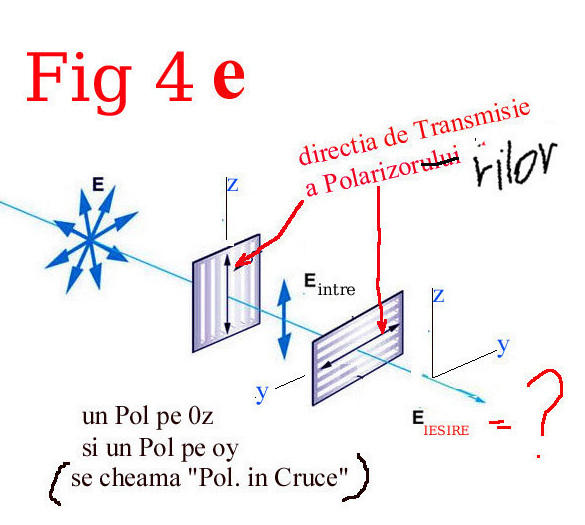 Fig 4 e
directia de Transmisie
a Polarizorului rilor
E
z
E intre
z
y
y
E IESIRE = ?
un Pol pe 0z
si un Pol pe oy
(se cheama "Pol. in Cruce")